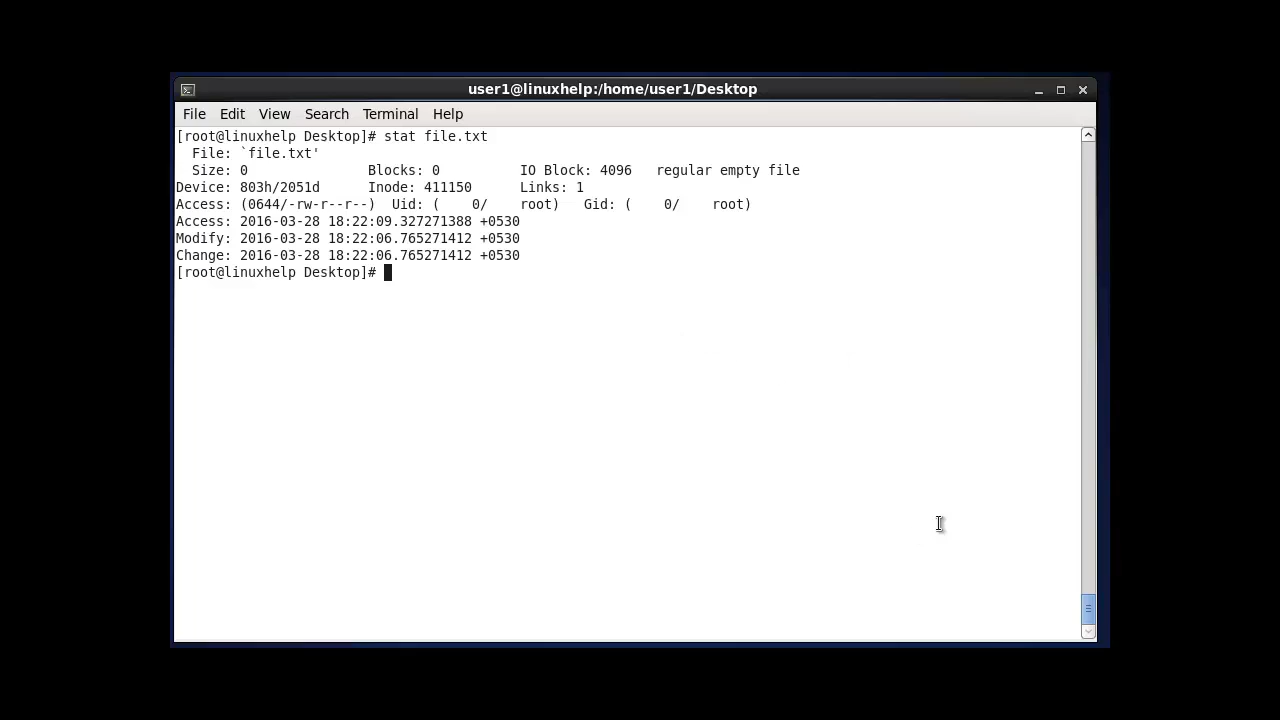 user1@linuxhelp:/home/user1/Desktop
File Edit View Search Terminal Help
[root@linuxhelp Desktop]# stat file.txt
  File: `file.txt'
  Size: 0               Blocks: 0          IO Block: 4096   regular empty file
Device: 803h/2051d      Inode: 411150      Links: 1
Access: (0644/-rw-r--r--)  Uid: (    0/    root)   Gid: (    0/    root)
Access: 2016-03-28 18:22:09.327271388 +0530
Modify: 2016-03-28 18:22:06.765271412 +0530
Change: 2016-03-28 18:22:06.765271412 +0530
[root@linuxhelp Desktop]#